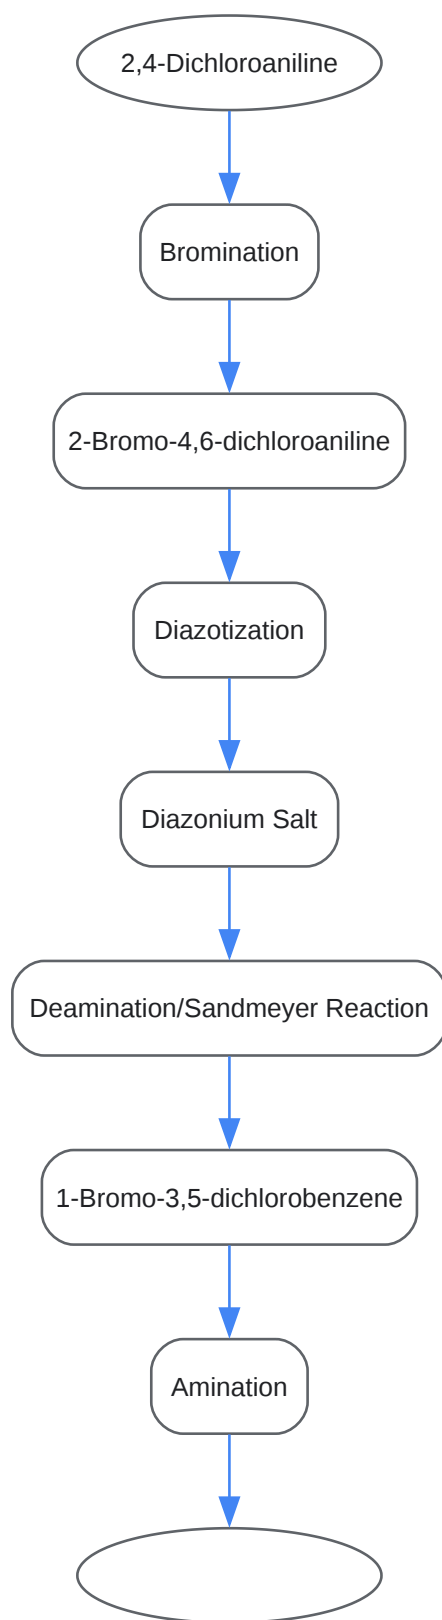 2,4-Dichloroaniline
Bromination
2-Bromo-4,6-dichloroaniline
Diazotization
Diazonium Salt
Deamination/Sandmeyer Reaction
1-Bromo-3,5-dichlorobenzene
Amination